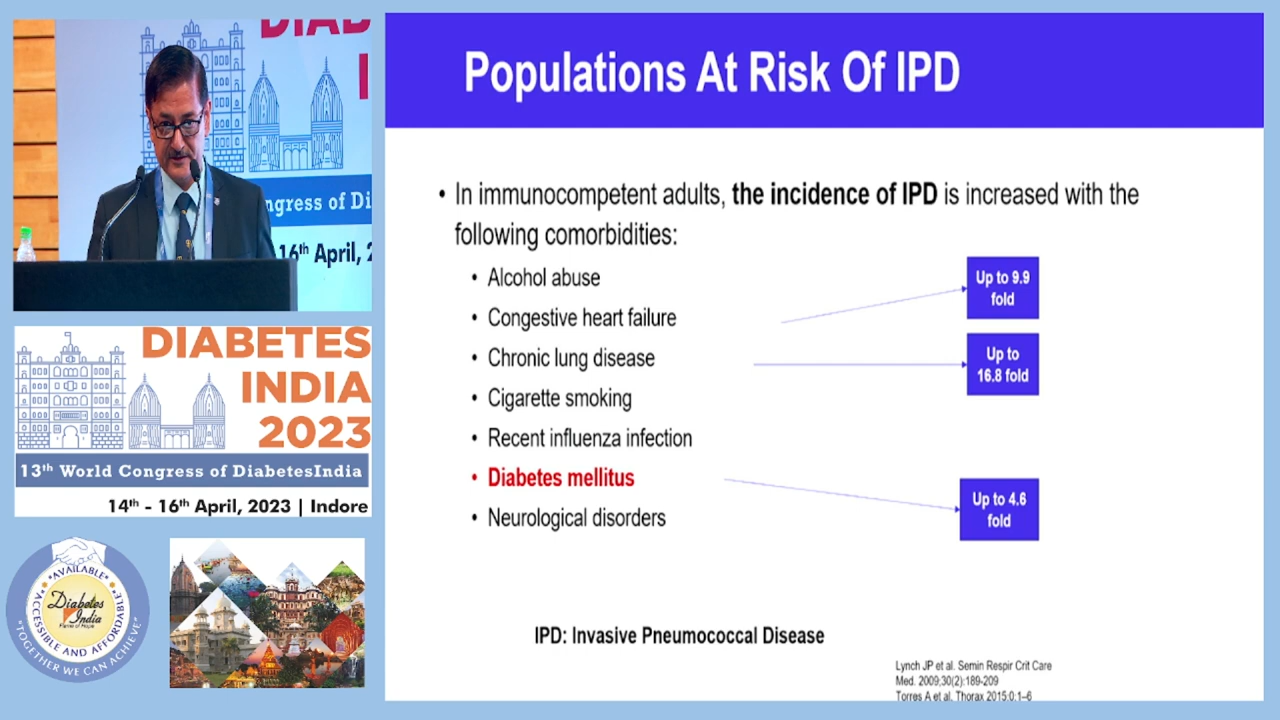 DIAB
I
ngress of Di
16th April, 2
DIABETES
INDIA
2023
13th World Congress of DiabetesIndia
14th - 16th April, 2023 | Indore
"AVAILABLE"
"ACCESSIBLE AND AFFORDABLE"
"TOGETHER WE CAN ACHIEVE"
Diabetes
India
Populations At Risk Of IPD
• In immunocompetent adults, the incidence of IPD is increased with the
following comorbidities:
• Alcohol abuse
• Congestive heart failure
• Chronic lung disease
• Cigarette smoking
• Recent influenza infection
• Diabetes mellitus
• Neurological disorders
Up to 9.9
fold
Up to
16.8 fold
Up to 4.6
fold
IPD: Invasive Pneumococcal Disease
Lynch JP et al. Semin Respir Crit Care
Med. 2009;30(2):189-209
Torres A et al. Thorax 2015;0:1–6